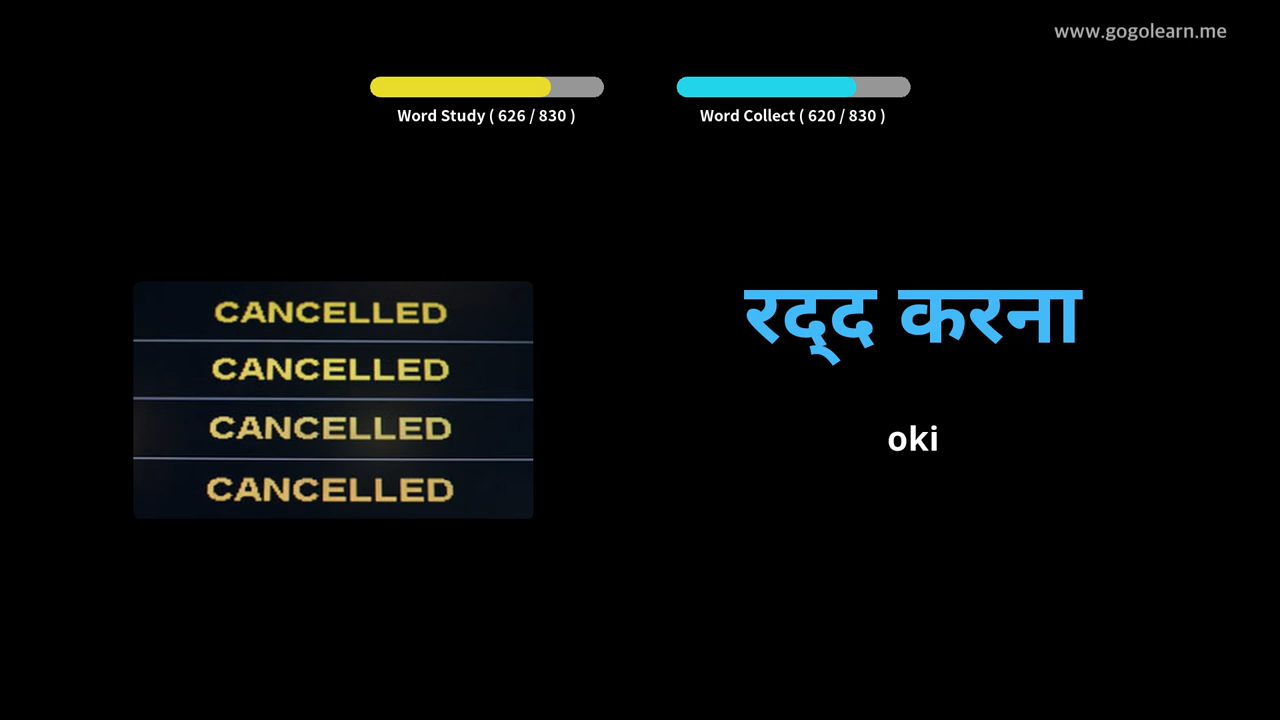 www.gogolearn.me
Word Study ( 626 / 830 )
Word Collect ( 620 / 830 )
CANCELLED
CANCELLED
CANCELLED
CANCELLED
रद्द करना
oki